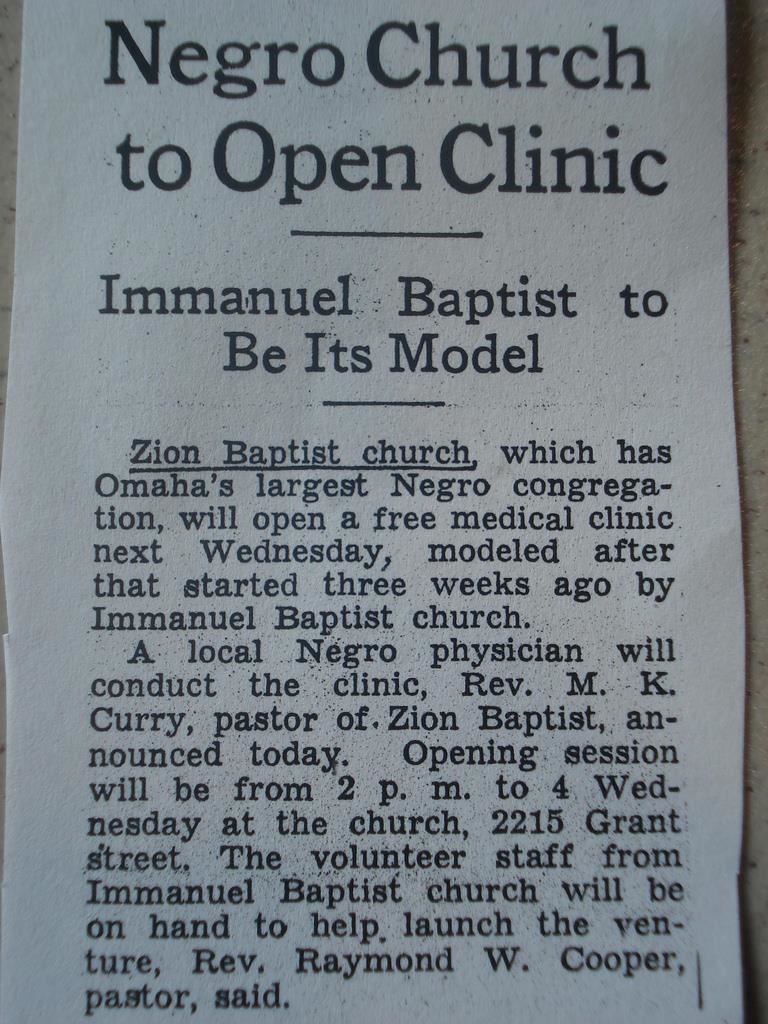 Negro Church
to Open Clinic
Immanuel Baptist to
Be Its Model
Zion Baptist church, which has
Omaha's largest Negro congrega-
tion, will open a free medical clinic
next Wednesday, modeled after
that started three weeks ago by
Immanuel Baptist church.
A local Negro physician will
conduct the clinic, Rev. M. K.
Curry, pastor of Zion Baptist, an-
nounced today. Opening session
will be from 2 p. m. to 4 Wed-
nesday at the church, 2215 Grant
street. The volunteer staff from
Immanuel Baptist church will be
on hand to help launch the ven-
ture, Rev. Raymond W. Cooper,
pastor, said.